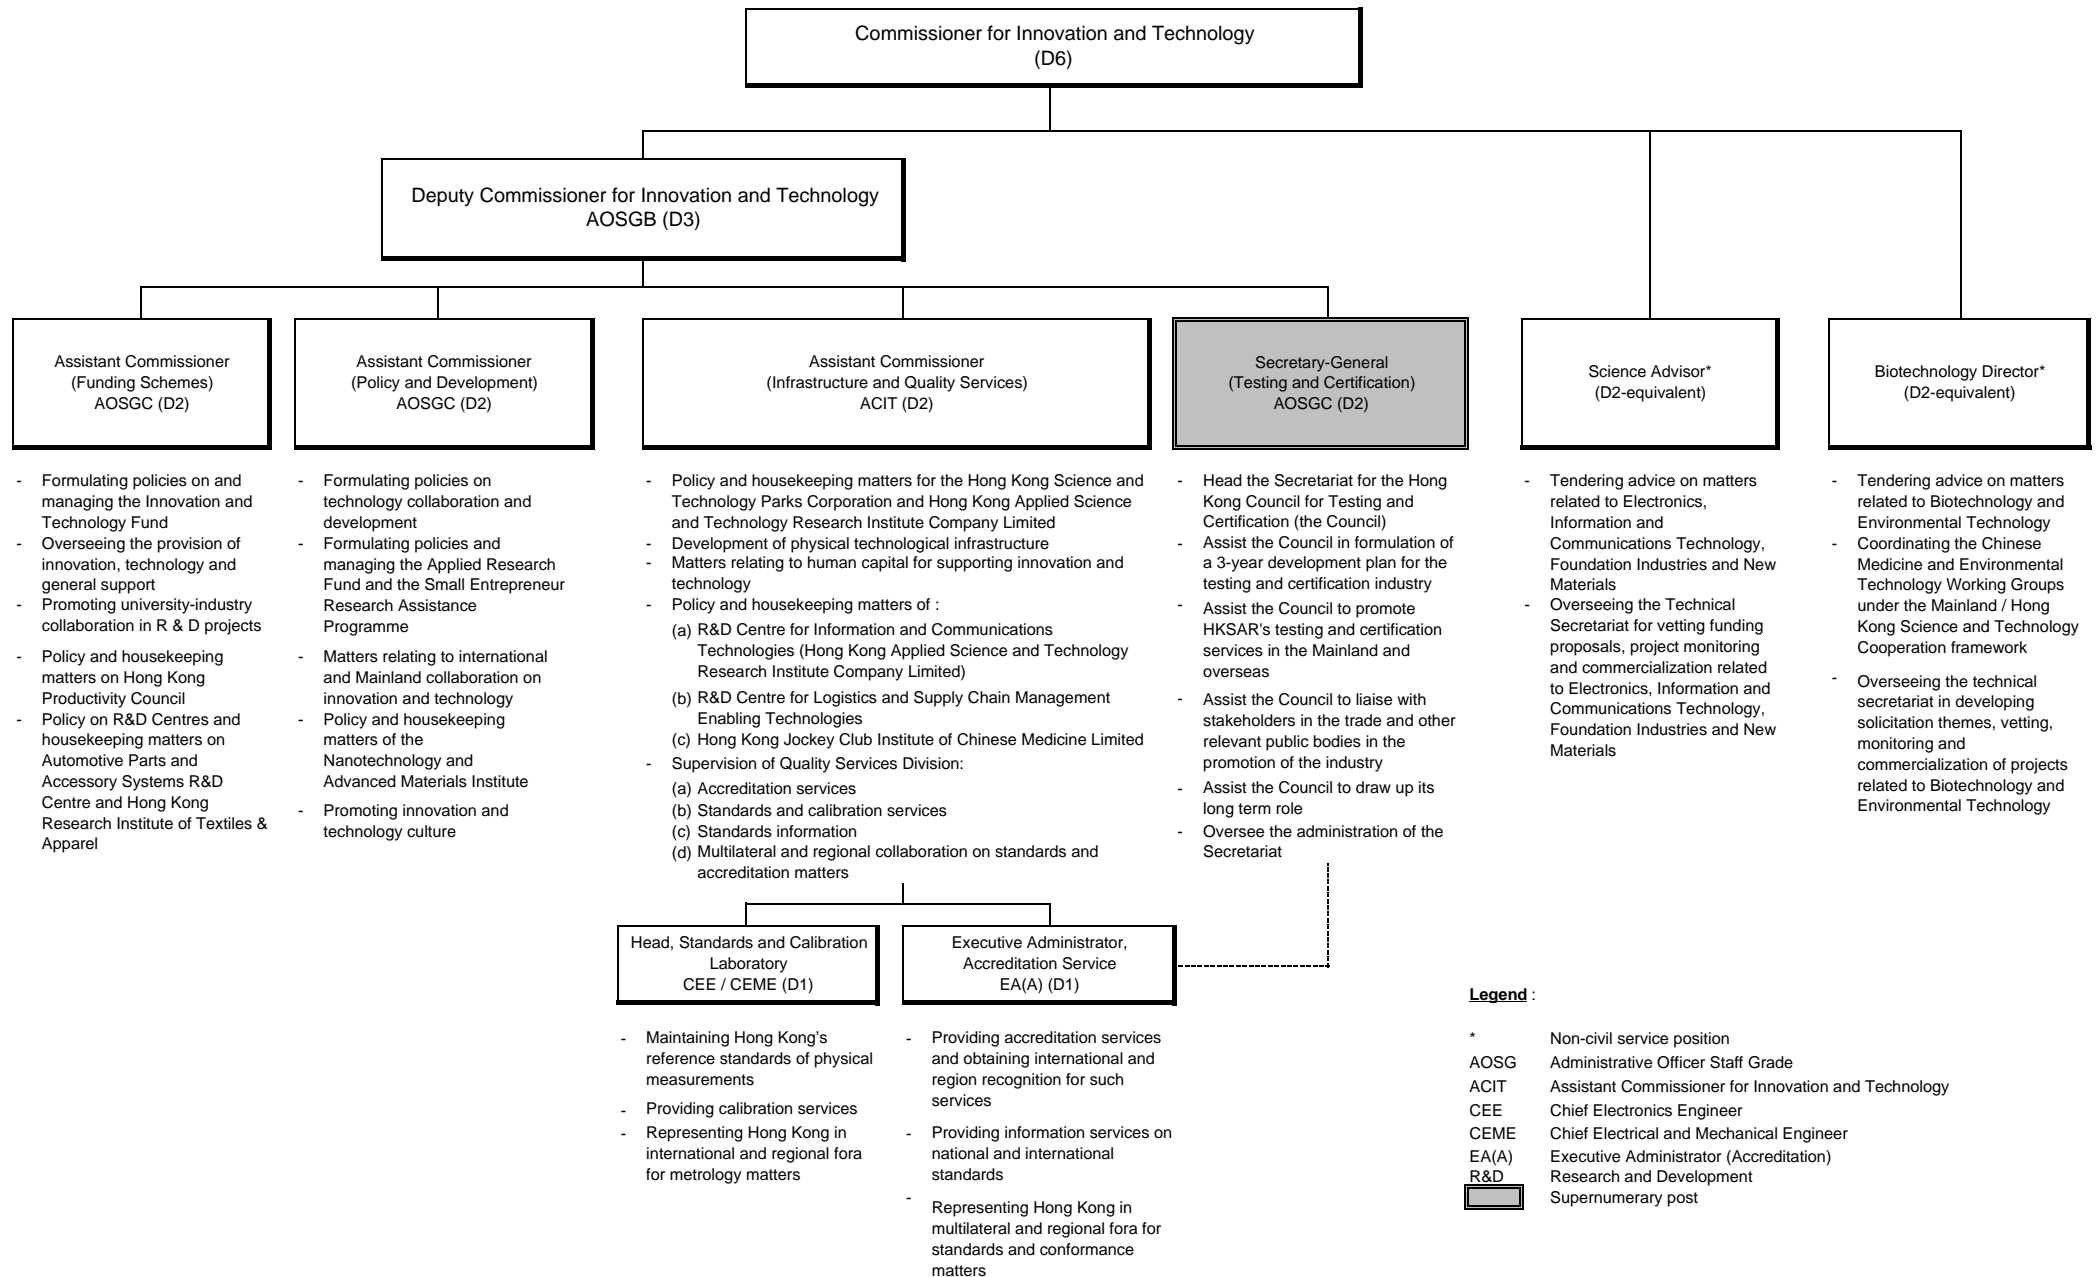 Commissioner for Innovation and Technology
(D6)
Deputy Commissioner for Innovation and Technology
AOSGB (D3)
Assistant Commissioner
(Funding Schemes)
AOSGC (D2)
Assistant Commissioner
(Policy and Development)
AOSGC (D2)
Assistant Commissioner
(Infrastructure and Quality Services)
ACIT (D2)
Secretary-General
(Testing and Certification)
AOSGC (D2)
Science Advisor*
(D2-equivalent)
Biotechnology Director*
(D2-equivalent)
- Formulating policies on and
managing the Innovation and
Technology Fund
- Overseeing the provision of
innovation, technology and
general support
- Promoting university-industry
collaboration in R & D projects
- Policy and housekeeping
matters on Hong Kong
Productivity Council
- Policy on R&D Centres and
housekeeping matters on
Automotive Parts and
Accessory Systems R&D
Centre and Hong Kong
Research Institute of Textiles &
Apparel
- Formulating policies on
technology collaboration and
development
- Formulating policies and
managing the Applied Research
Fund and the Small Entrepreneur
Research Assistance
Programme
- Matters relating to international
and Mainland collaboration on
innovation and technology
- Policy and housekeeping
matters of the
Nanotechnology and
Advanced Materials Institute
- Promoting innovation and
technology culture
- Policy and housekeeping matters for the Hong Kong Science and
Technology Parks Corporation and Hong Kong Applied Science
and Technology Research Institute Company Limited
- Development of physical technological infrastructure
- Matters relating to human capital for supporting innovation and
technology
- Policy and housekeeping matters of :
(a) R&D Centre for Information and Communications
Technologies (Hong Kong Applied Science and Technology
Research Institute Company Limited)
(b) R&D Centre for Logistics and Supply Chain Management
Enabling Technologies
(c) Hong Kong Jockey Club Institute of Chinese Medicine Limited
- Supervision of Quality Services Division:
(a) Accreditation services
(b) Standards and calibration services
(c) Standards information
(d) Multilateral and regional collaboration on standards and
accreditation matters
- Head the Secretariat for the Hong
Kong Council for Testing and
Certification (the Council)
- Assist the Council in formulation of
a 3-year development plan for the
testing and certification industry
- Assist the Council to promote
HKSAR's testing and certification
services in the Mainland and
overseas
- Assist the Council to liaise with
stakeholders in the trade and other
relevant public bodies in the
promotion of the industry
- Assist the Council to draw up its
long term role
- Oversee the administration of the
Secretariat
- Tendering advice on matters
related to Electronics,
Information and
Communications Technology,
Foundation Industries and New
Materials
- Overseeing the Technical
Secretariat for vetting funding
proposals, project monitoring
and commercialization related
to Electronics, Information and
Communications Technology,
Foundation Industries and New
Materials
- Tendering advice on matters
related to Biotechnology and
Environmental Technology
- Coordinating the Chinese
Medicine and Environmental
Technology Working Groups
under the Mainland / Hong
Kong Science and Technology
Cooperation framework
- Overseeing the technical
secretariat in developing
solicitation themes, vetting,
monitoring and
commercialization of projects
related to Biotechnology and
Environmental Technology
Head, Standards and Calibration
Laboratory
CEE / CEME (D1)
Executive Administrator,
Accreditation Service
EA(A) (D1)
- Maintaining Hong Kong’s
reference standards of physical
measurements
- Providing calibration services
- Representing Hong Kong in
international and regional fora
for metrology matters
- Providing accreditation services
and obtaining international and
region recognition for such
services
- Providing information services on
national and international
standards
- Representing Hong Kong in
multilateral and regional fora for
standards and conformance
matters
Legend :
* Non-civil service position
AOSG Administrative Officer Staff Grade
ACIT Assistant Commissioner for Innovation and Technology
CEE Chief Electronics Engineer
CEME Chief Electrical and Mechanical Engineer
EA(A) Executive Administrator (Accreditation)
R&D Research and Development
Supernumerary post